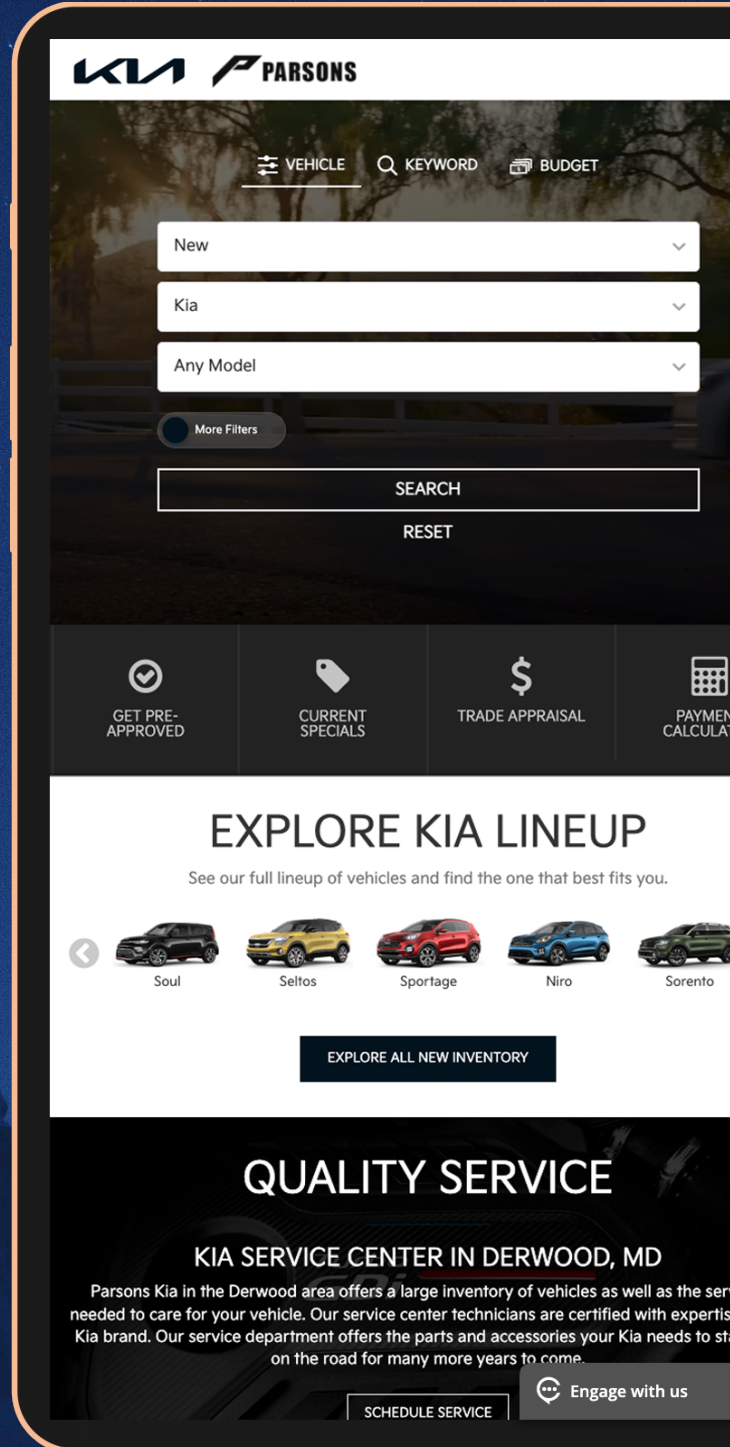 KIA PARSONS
VEHICLE KEYWORD BUDGET
New
Kia
Any Model
More Filters
SEARCH
RESET
GET PRE-
APPROVED
CURRENT
SPECIALS
TRADE APPRAISAL
EXPLORE KIA LINEUP
See our full lineup of vehicles and find the one that best fits you.
Soul Seltos Sportage Niro Sorento
EXPLORE ALL NEW INVENTORY
QUALITY SERVICE
KIA SERVICE CENTER IN DERWOOD, MD
Parsons Kia in the Derwood area offers a large inventory of vehicles as well as the
needed to care for your vehicle. Our service center technicians are certified with
Kia brand. Our service department offers the parts and accessories your Kia needs to
on the road for many more years to come.
Engage with us
SCHEDULE SERVICE